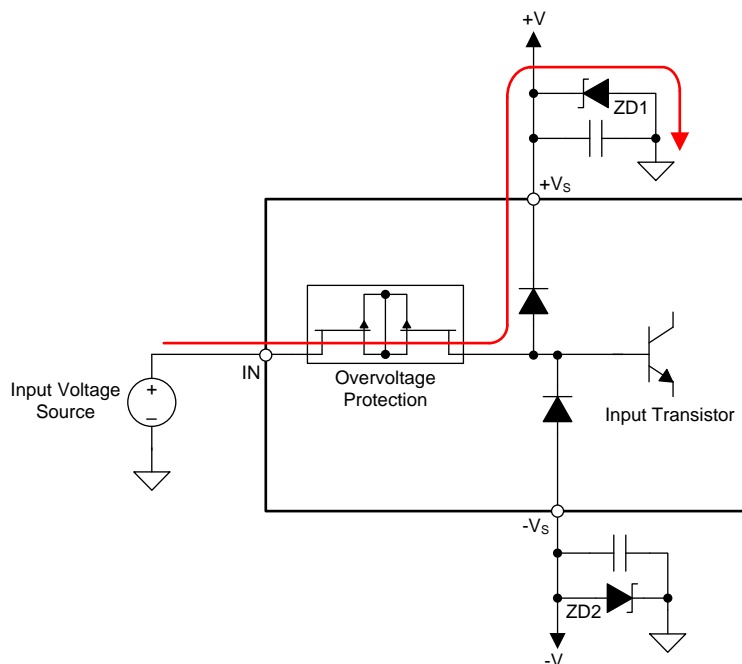 +V
ZD1
+VS
IN
Overvoltage
Protection
Input Voltage
Source
+
–
Input Transistor
-VS
ZD2
-V